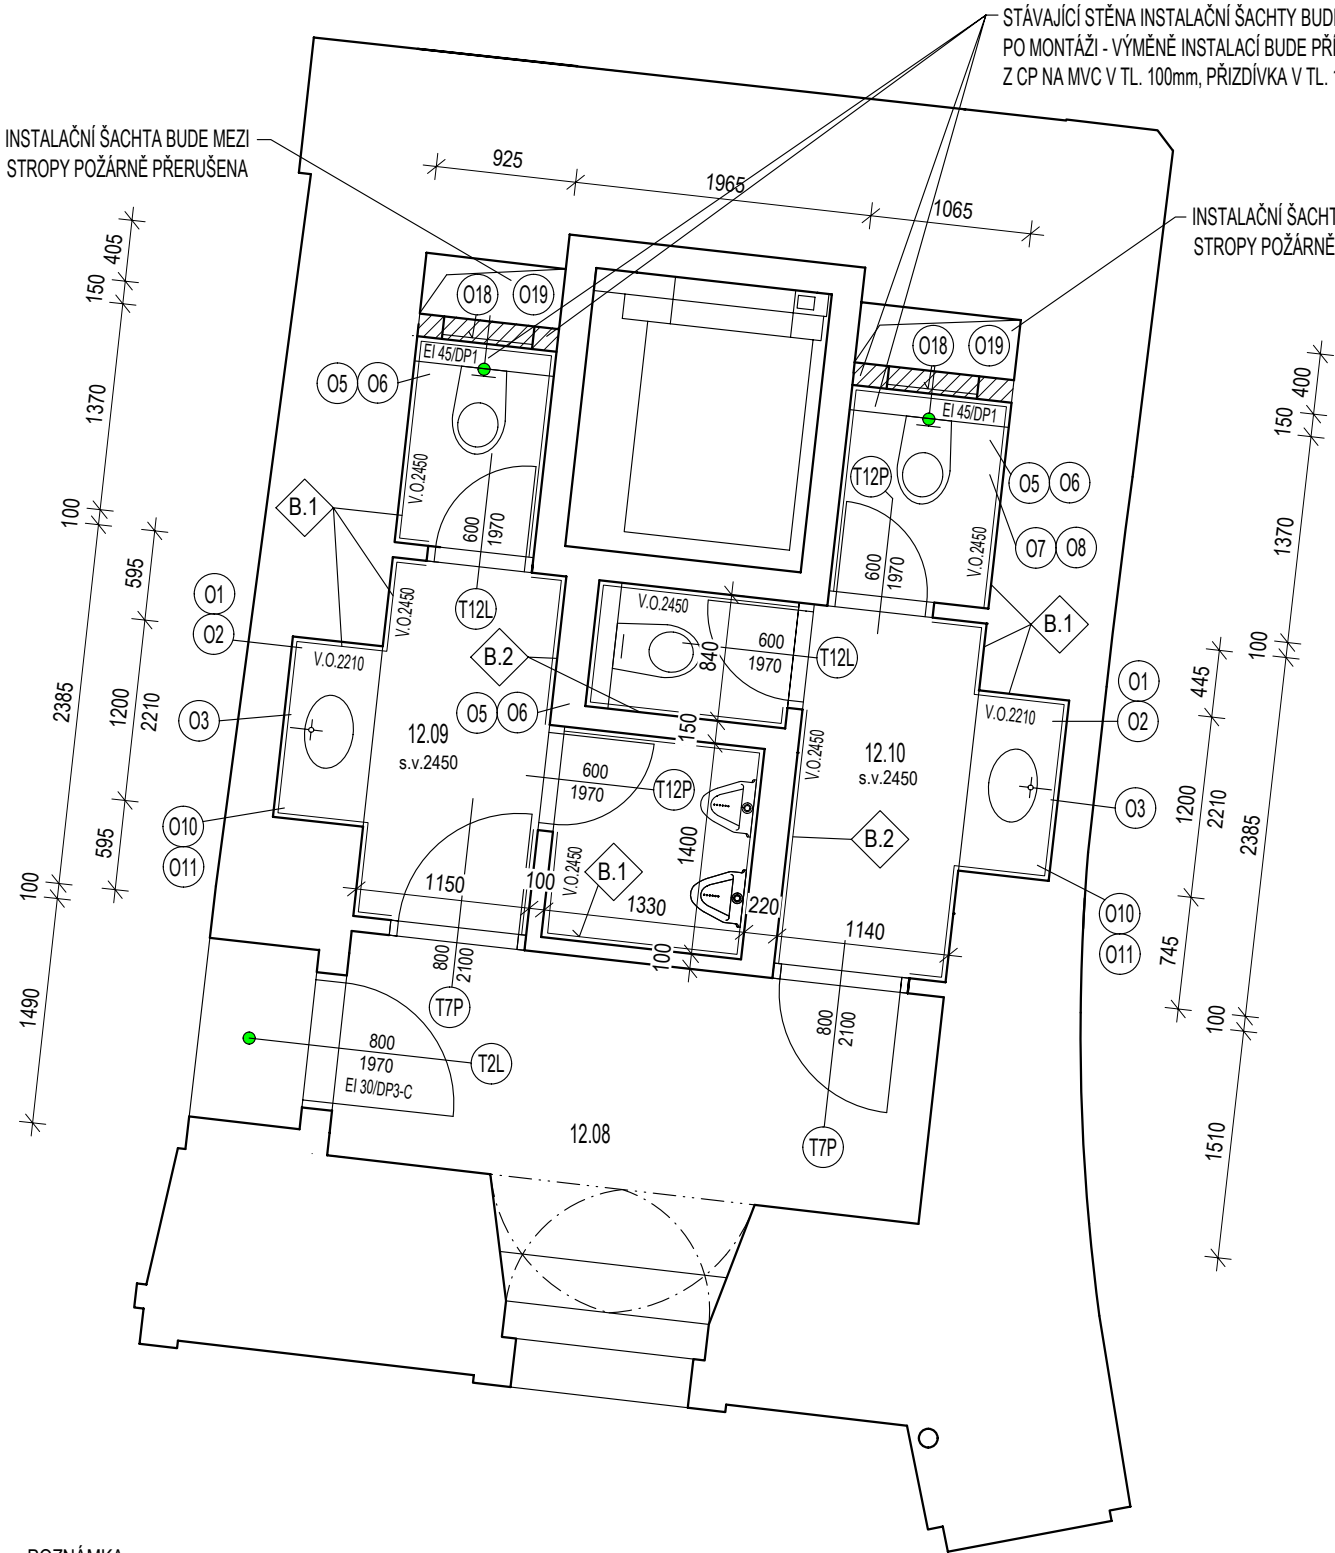 STÁVAJÍCÍ STĚNA INSTALAČNÍ ŠACHTY BUDE
PO MONTÁŽI - VÝMĚNĚ INSTALACÍ BUDE
Z CP NA MVC V TL. 100mm, PŘIZDÍVKA V TL.
INSTALAČNÍ ŠACHTA BUDE MEZI
STROPY POŽÁRNĚ PŘERUŠENA
INSTALAČNÍ
STROPY POŽÁRNĚ
925
1965
1065
405
150
1370
100
2385
100
1490
595
1200
2210
595
400
150
1370
100
2385
100
1510
445
1200
2210
745
O18
O19
EI 45/DP1
O5
O6
V.O.2450
B.1
600
1970
T12L
V.O.2450
O1
O2
V.O.2210
O3
O10
O11
12.09
s.v.2450
B.2
O5
O6
O18
O19
EI 45/DP1
T12P
O5
O6
O7
O8
600
1970
V.O.2450
B.1
V.O.2450
600
1970
840
T12L
150
V.O.2450
12.10
s.v.2450
V.O.2210
O1
O2
O3
O10
O11
B.2
600
1970
T12P
1400
V.O.2450
B.1
1150
100
1330
220
1140
100
800
2100
T7P
800
2100
T7P
800
1970
EI 30/DP3-C
T2L
12.08
POZNÁMKA